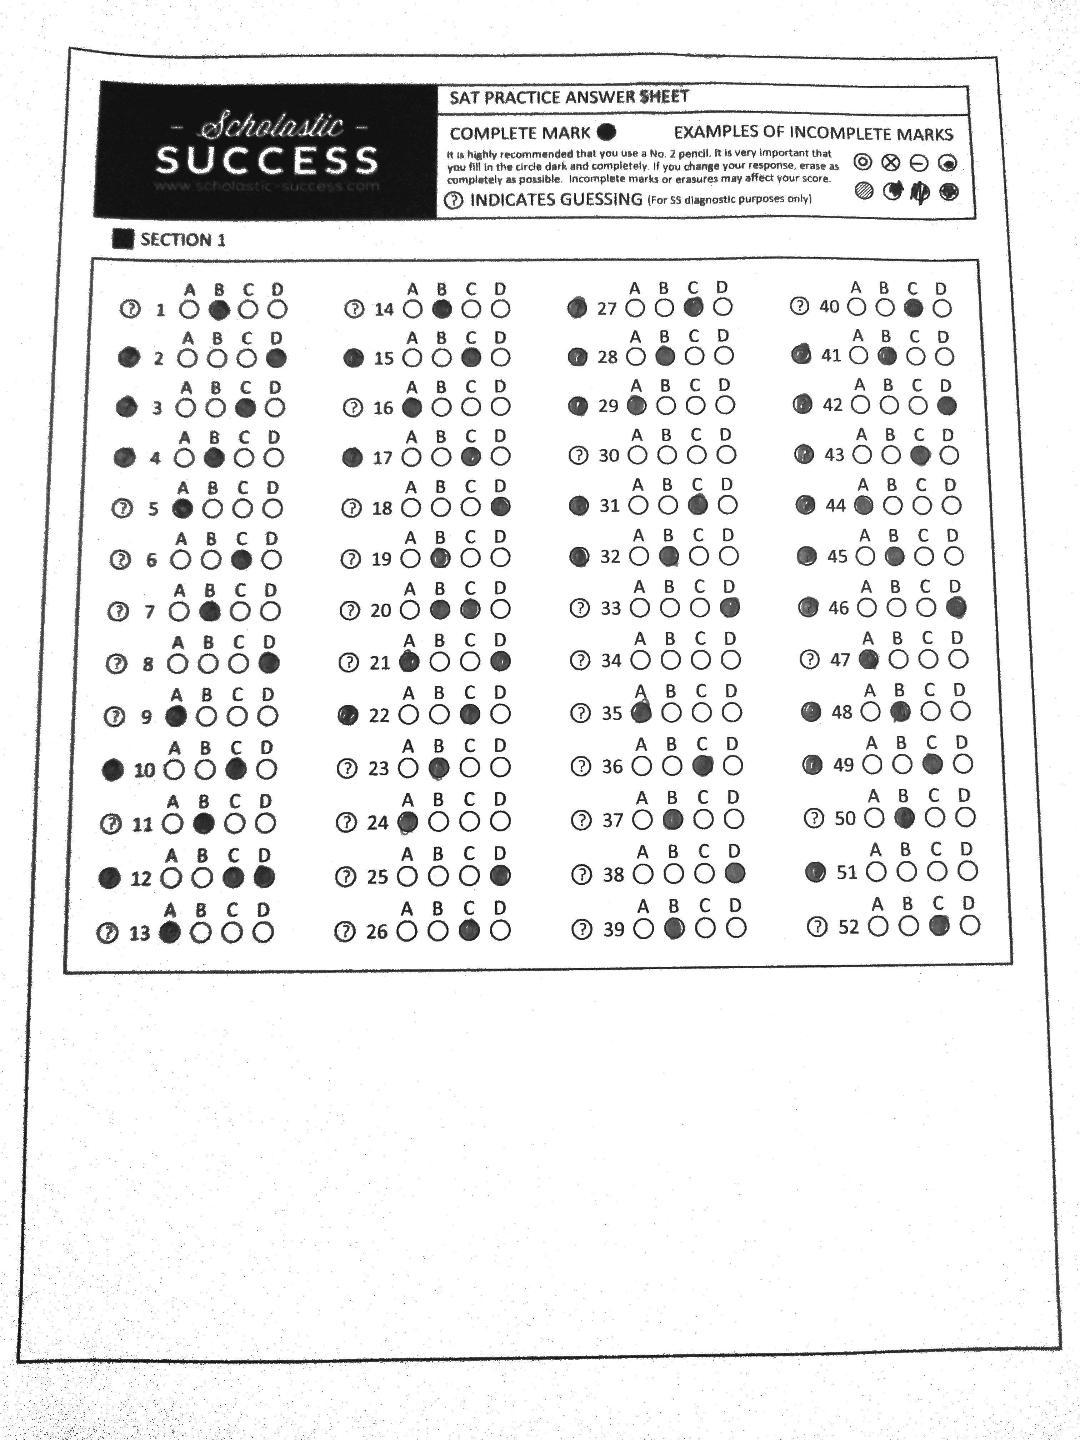 – Scholastic –
SUCCESS
www.scholastic-success.com
SAT PRACTICE ANSWER SHEET
COMPLETE MARK EXAMPLES OF INCOMPLETE MARKS
It is highly recommended that you use a No. 2 pencil. It is very important that
you fill in the circle dark and completely. If you change your response, erase as
completely as possible. Incomplete marks or erasures may affect your score.
? INDICATES GUESSING (For SS diagnostic purposes only)
SECTION 1
A B C D
? 1
A B C D
2
A B C D
3
A B C D
4
A B C D
? 5
A B C D
? 6
A B C D
? 7
A B C D
? 8
A B C D
? 9
A B C D
10
A B C D
? 11
A B C D
12
A B C D
? 13
A B C D
? 14
A B C D
15
A B C D
? 16
A B C D
17
A B C D
? 18
A B C D
? 19
A B C D
? 20
A B C D
? 21
A B C D
22
A B C D
? 23
A B C D
? 24
A B C D
? 25
A B C D
? 26
A B C D
27
A B C D
28
A B C D
29
A B C D
? 30
A B C D
31
A B C D
32
A B C D
? 33
A B C D
? 34
A B C D
? 35
A B C D
? 36
A B C D
? 37
A B C D
? 38
A B C D
? 39
A B C D
? 40
A B C D
41
A B C D
42
A B C D
43
A B C D
44
A B C D
45
A B C D
46
A B C D
? 47
A B C D
48
A B C D
49
A B C D
? 50
A B C D
51
A B C D
? 52